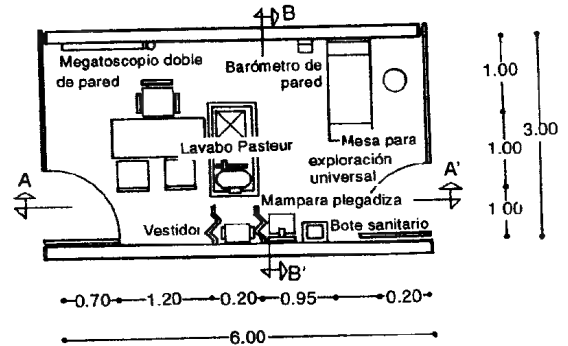 B
Megatoscopio doble
de pared
Barómetro de
pared
1.00
3.00
Lavabo Pasteur
Mesa para
exploración
universal
1.00
A
A'
Mampara plegadiza
1.00
Vestidor
Bote sanitario
B'
0.70
1.20
0.20
0.95
0.20
6.00